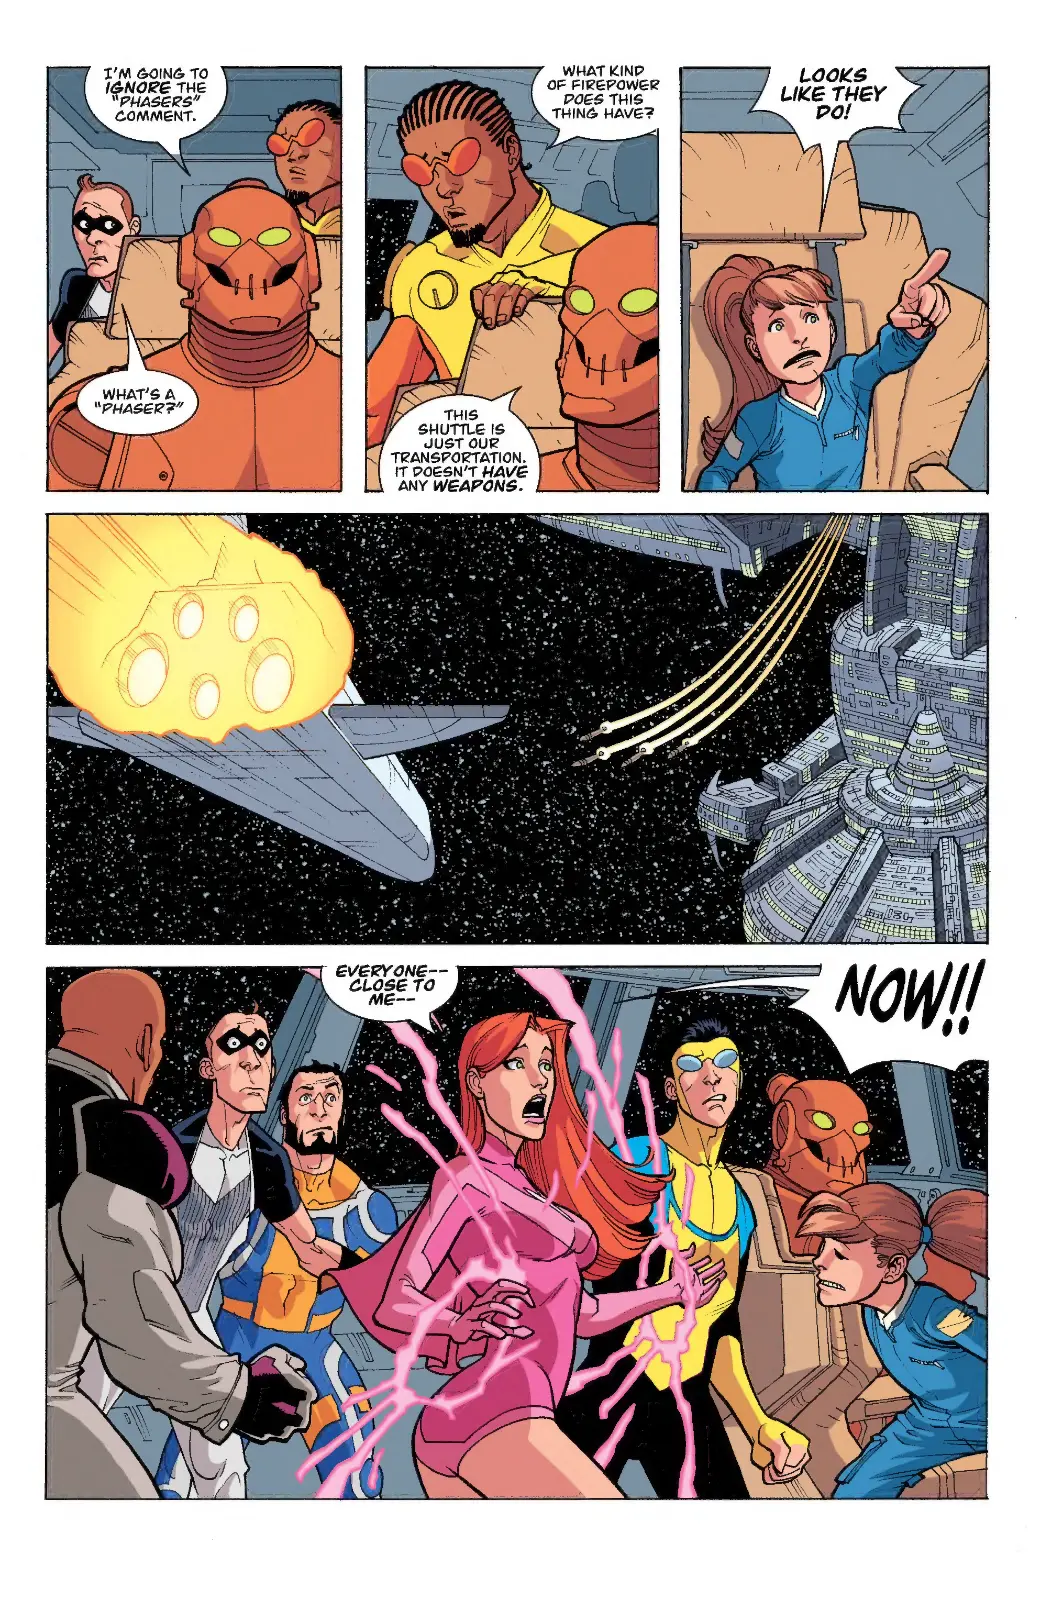 I'M GOING TO
IGNORE THE
"PHASERS"
COMMENT.
WHAT'S A
"PHASER?"
WHAT KIND
OF FIREPOWER
DOES THIS
THING HAVE?
THIS
SHUTTLE IS
JUST OUR
TRANSPORTATION.
IT DOESN'T HAVE
ANY WEAPONS.
LOOKS
LIKE THEY
DO!
EVERYONE--
CLOSE TO
ME--
NOW!!